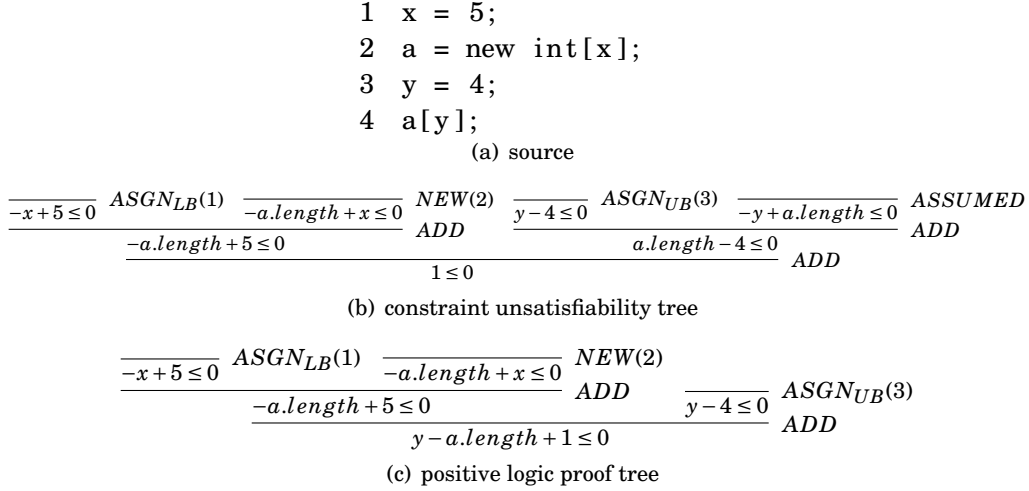 1 x = 5;
2 a = new int[x];
3 y = 4;
4 a[y];
(a) source
-x+5≤0 ASGN_LB(1) -a.length+x≤0 NEW(2) y-4≤0 ASGN_UB(3) -y+a.length≤0 ASSUMED
-a.length+5≤0 ADD a.length-4≤0 ADD
1≤0 ADD
(b) constraint unsatisfiability tree
-x+5≤0 ASGN_LB(1) -a.length+x≤0 NEW(2)
-a.length+5≤0 ADD y-4≤0 ASGN_UB(3)
y-a.length+1≤0 ADD
(c) positive logic proof tree